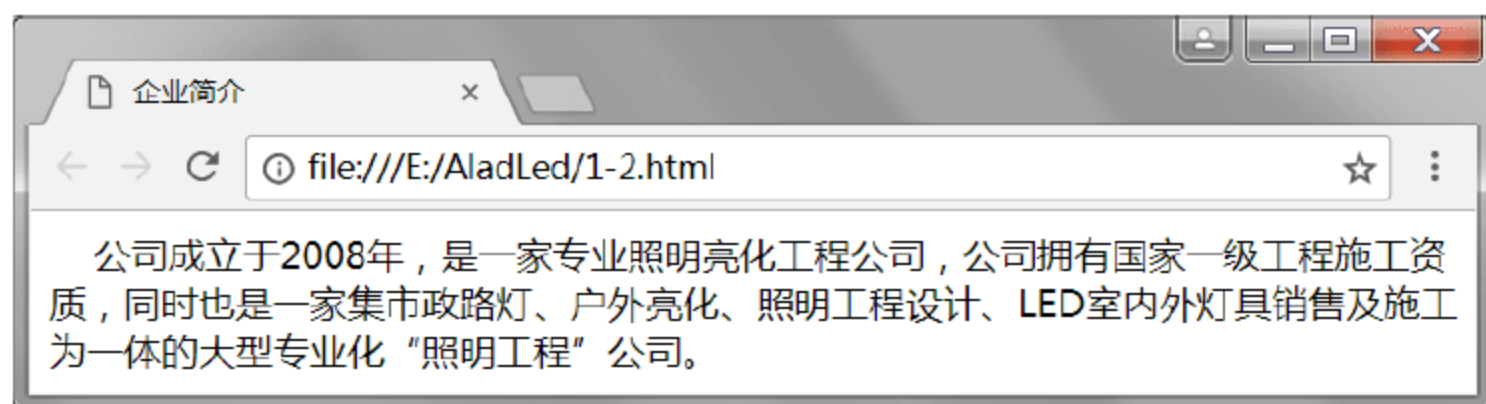 企业简介
file:///E:/AladLed/1-2.html
公司成立于2008年，是一家专业照明亮化工程公司，公司拥有国家一级工程施工资
质，同时也是一家集市政路灯、户外亮化、照明工程设计、LED室内外灯具销售及施工
为一体的大型专业化“照明工程”公司。